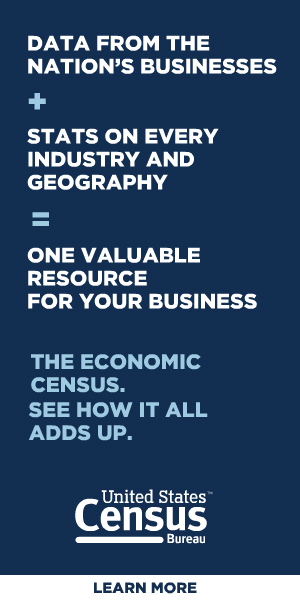 DATA FROM THE
NATION'S BUSINESSES
+
STATS ON EVERY
INDUSTRY AND
GEOGRAPHY
=
ONE VALUABLE
RESOURCE
FOR YOUR BUSINESS
THE ECONOMIC
CENSUS.
SEE HOW IT ALL
ADDS UP.
United States™
Census
Bureau
LEARN MORE